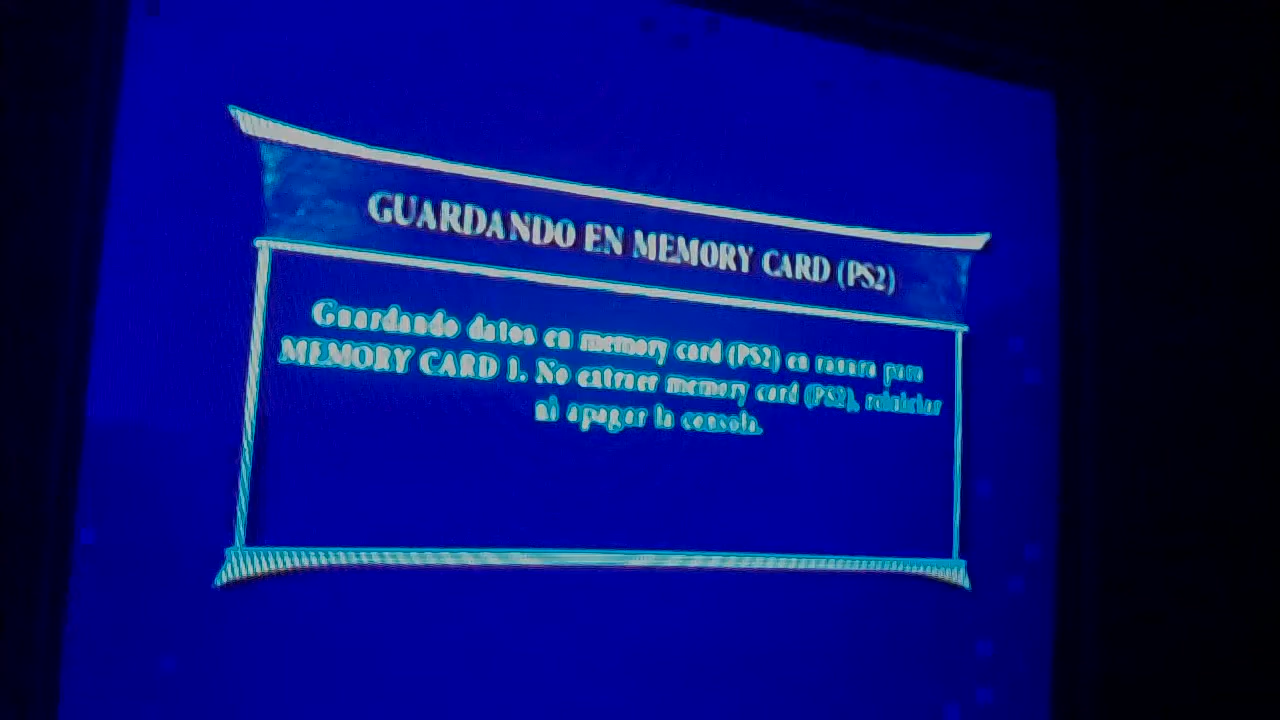 GUARDANDO EN MEMORY CARD (PS2)
Guardando datos en memory card (PS2) en ranura para
MEMORY CARD 1. No extraer memory card (PS2), reiniciar
ni apagar la consola.